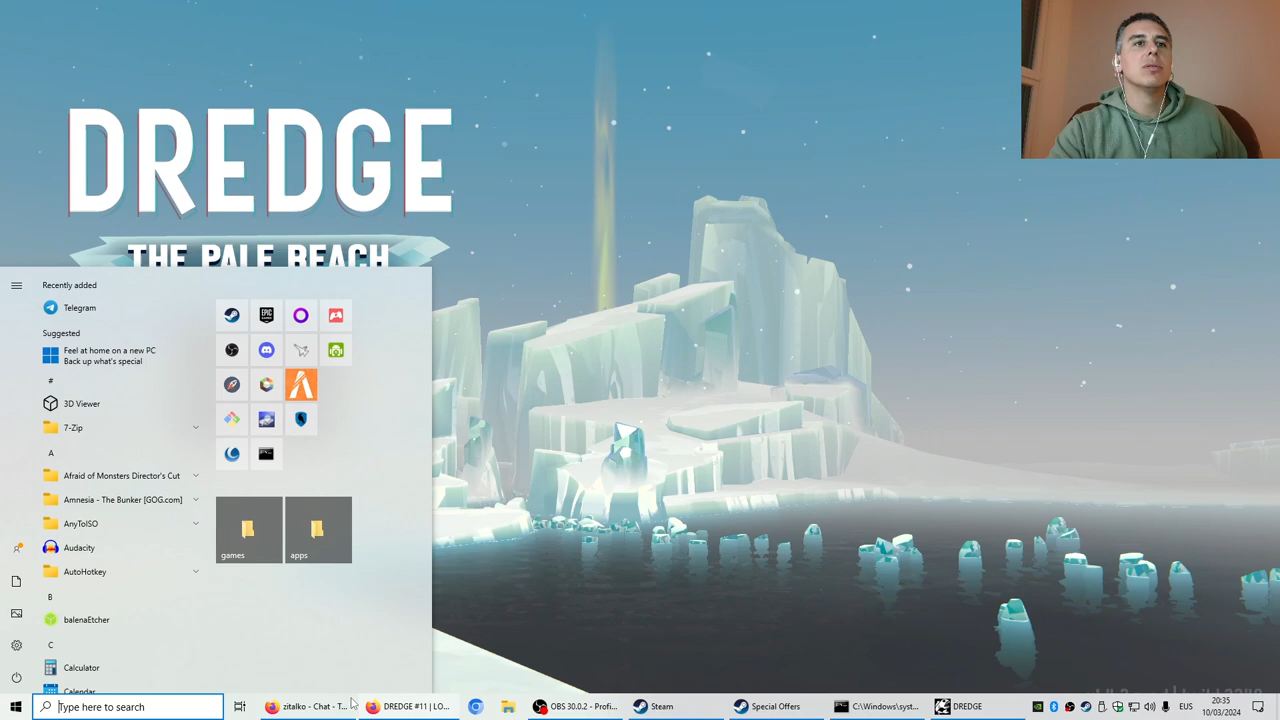 DREDGE
THE PALE REACH
Recently added
Telegram
Suggested
Feel at home on a new PC
Back up what's special
#
3D Viewer
7-Zip
A
Afraid of Monsters Director's Cut
Amnesia - The Bunker [GOG.com]
AnyToISO
Audacity
AutoHotkey
B
balenaEtcher
C
Calculator
Calendar
EPIC
games
apps
Type here to search
zitalko - Chat - T...
DREDGE #11 | LO...
OBS 30.0.2 - Profi...
Steam
Special Offers
C:\Windows\syst...
DREDGE
ENG
20:35
10/03/2024